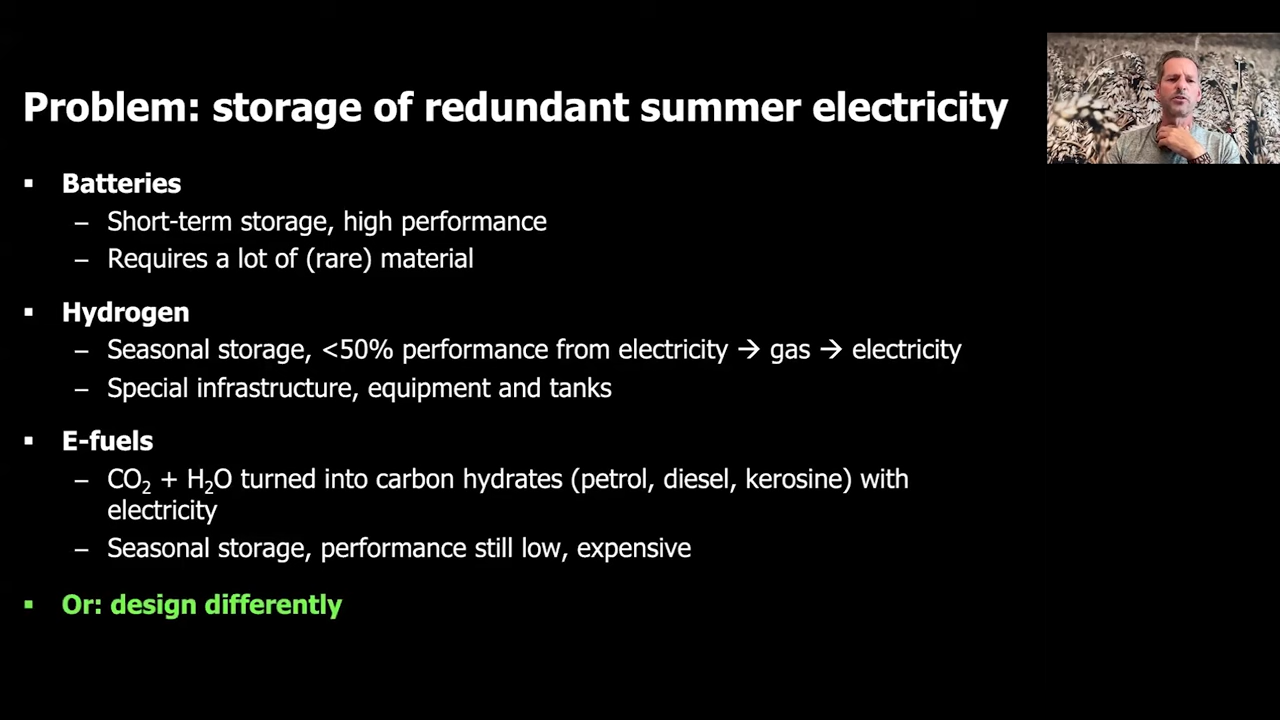 Problem: storage of redundant summer electricity
▪ Batteries
– Short-term storage, high performance
– Requires a lot of (rare) material
▪ Hydrogen
– Seasonal storage, <50% performance from electricity → gas → electricity
– Special infrastructure, equipment and tanks
▪ E-fuels
– CO₂ + H₂O turned into carbon hydrates (petrol, diesel, kerosine) with
electricity
– Seasonal storage, performance still low, expensive
▪ Or: design differently